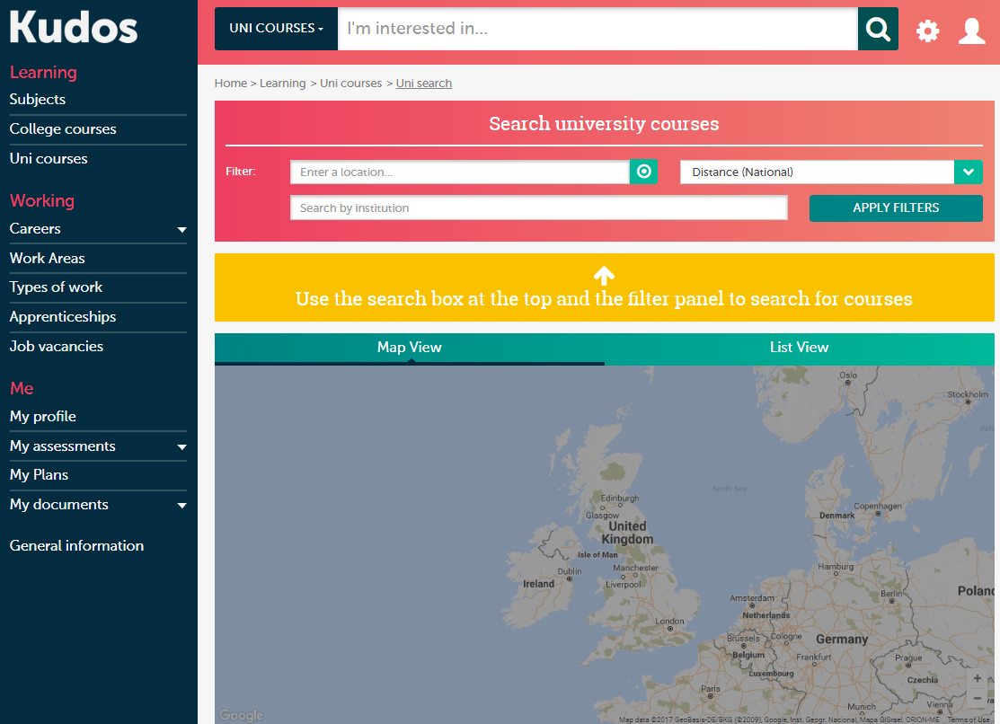 Kudos
Learning
Subjects
College courses
Uni courses
Working
Careers
Work Areas
Types of work
Apprenticeships
Job vacancies
Me
My profile
My assessments
My Plans
My documents
General information
UNI COURSES
I'm interested in...
Home > Learning > Uni courses > Uni search
Search university courses
Filter:
Enter a location...
Distance (National)
Search by institution
APPLY FILTERS
Use the search box at the top and the filter panel to search for courses
Map View
List View
Oslo
Stockholm
North Sea
Edinburgh
Glasgow
United
Kingdom
Copenhagen
Denmark
Isle of Man
Dublin
Manchester
Ireland
Liverpool
Hamburg
Amsterdam
Berlin
Poland
Netherlands
London
Brussels
Cologne
Germany
Belgium
Frankfurt
Prague
Luxembourg
Czechia
Paris
Munich
Vienna
+
−
Google
Map data ©2017 GeoBasis-DE/BKG (©2009), Google, Inst. Geogr. Nacional, Mapa GISrael, ORION-ME
Terms of Use